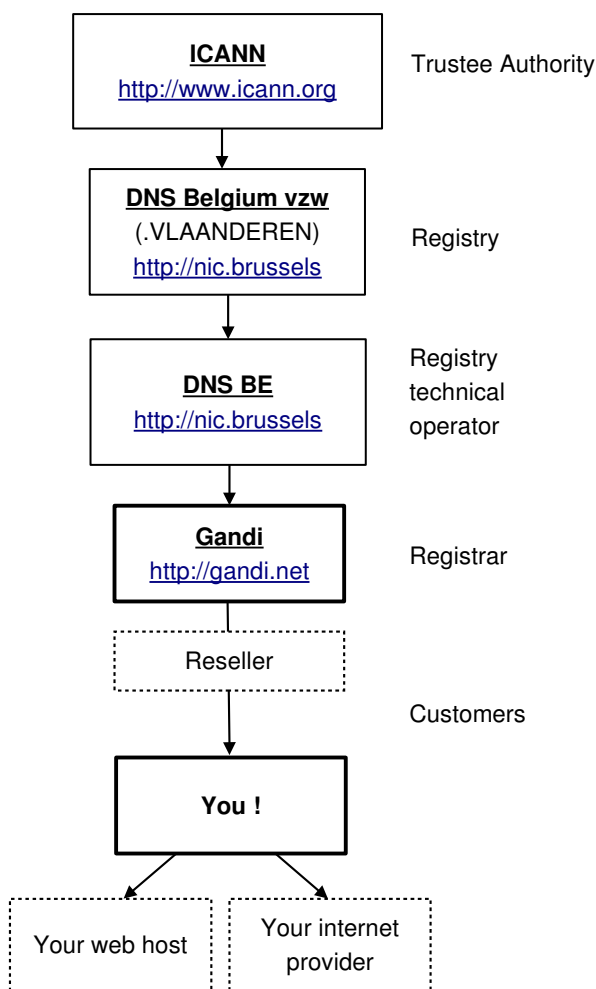 ICANN
http://www.icann.org
Trustee Authority
DNS Belgium vzw
(.VLAANDEREN)
http://nic.brussels
Registry
DNS BE
http://nic.brussels
Registry
technical
operator
Gandi
http://gandi.net
Registrar
Reseller
Customers
You !
Your web host
Your internet
provider